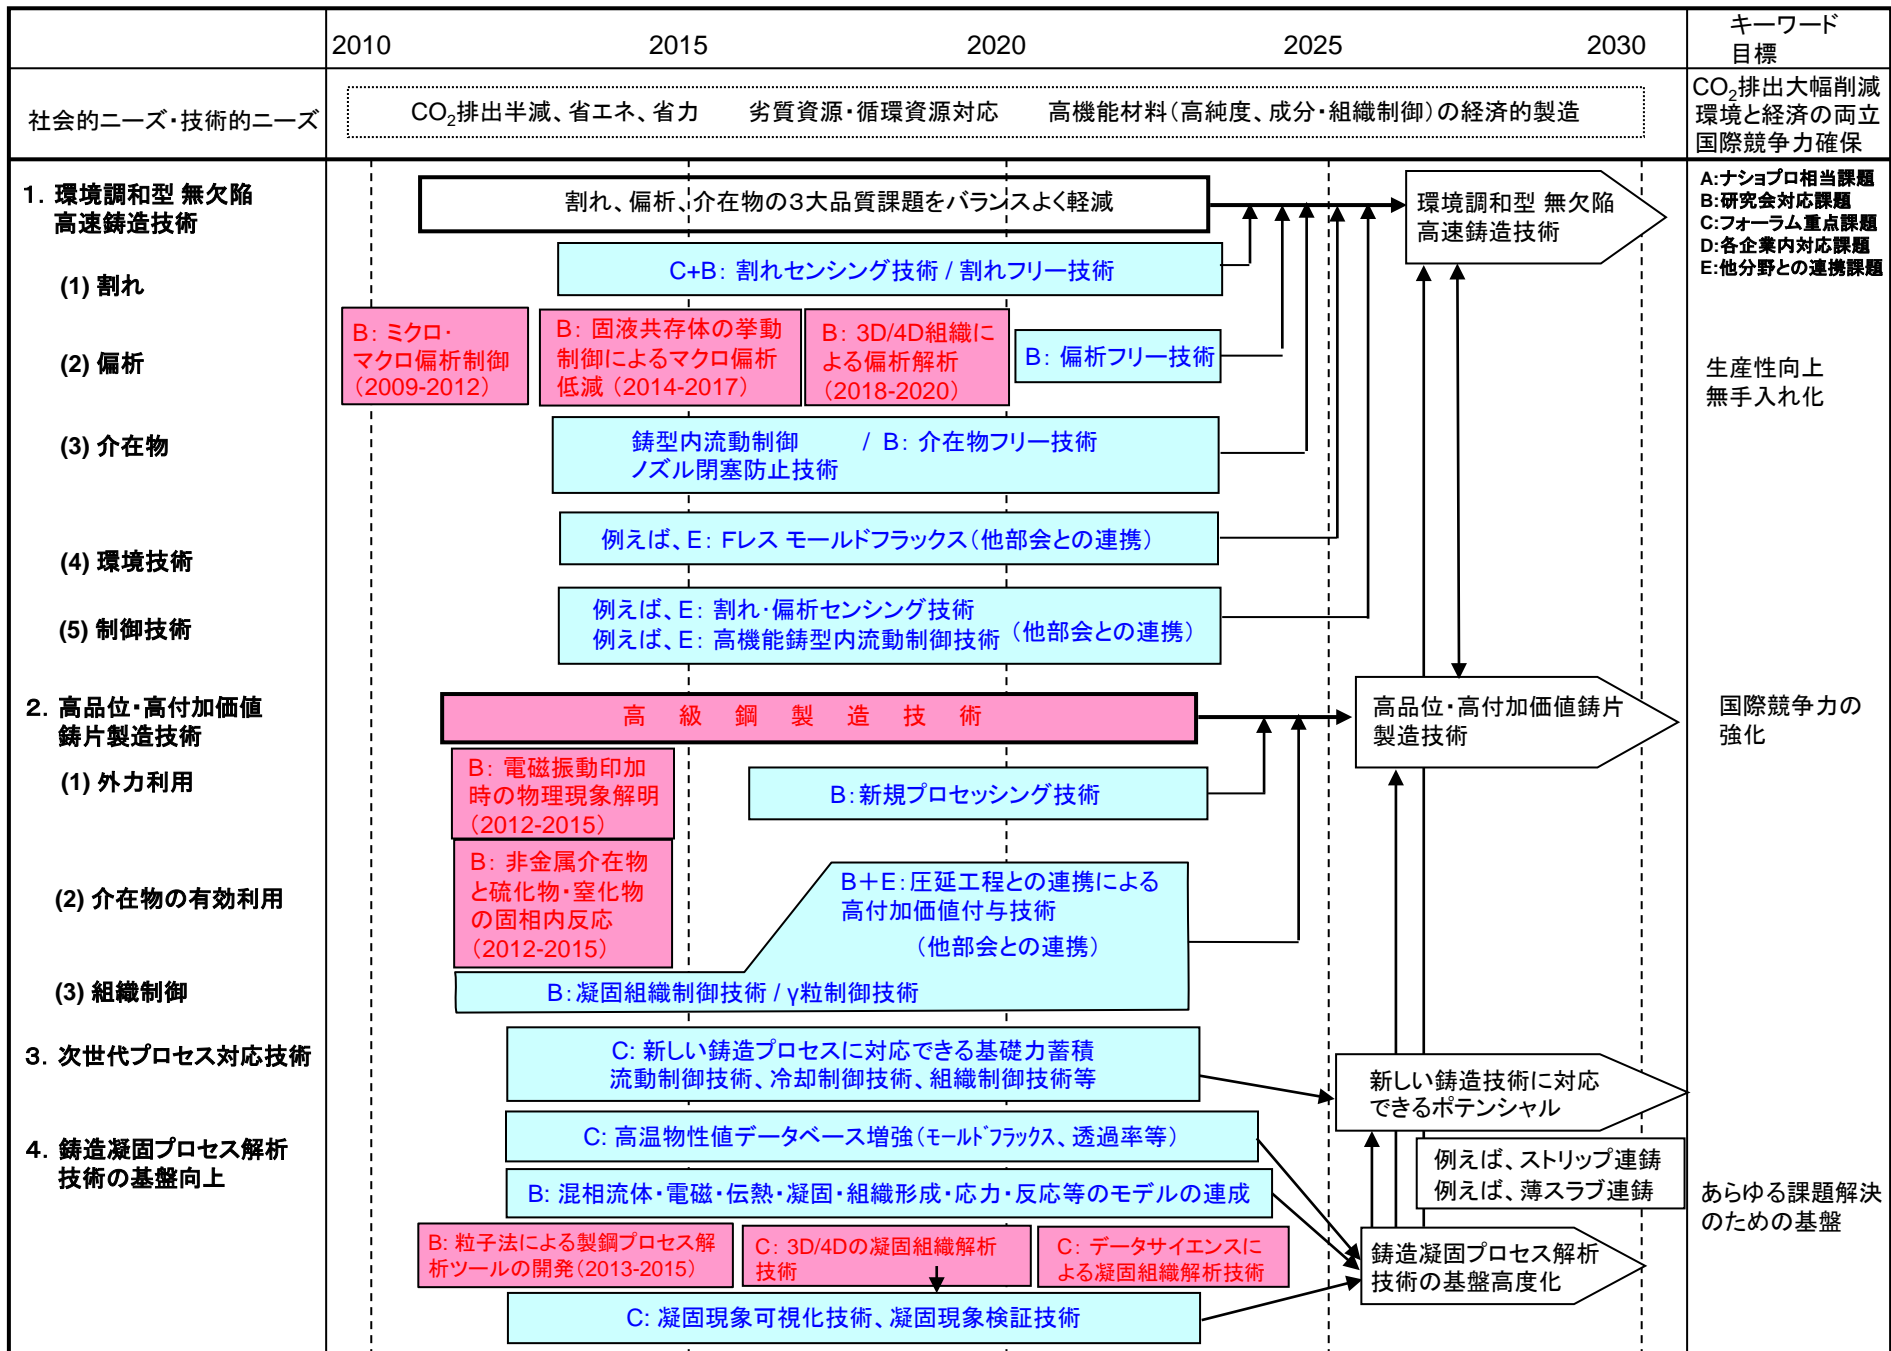 2010
2015
2020
2025
2030
キーワード
目標
社会的ニーズ・技術的ニーズ
CO2排出半減、省エネ、省力　劣質資源・循環資源対応　高機能材料（高純度、成分・組織制御）の経済的製造
CO2排出大幅削減
環境と経済の両立
国際競争力確保
1. 環境調和型 無欠陥
高速鋳造技術
割れ、偏析、介在物の3大品質課題をバランスよく軽減
環境調和型 無欠陥
高速鋳造技術
A:ナショプロ相当課題
B:研究会対応課題
C:フォーラム重点課題
D:各企業内対応課題
E:他分野との連携課題
(1) 割れ
C+B: 割れセンシング技術 / 割れフリー技術
(2) 偏析
B: ミクロ・
マクロ偏析制御
（2009-2012）
B: 固液共存体の挙動
制御によるマクロ偏析
低減（2014-2017）
B: 3D/4D組織に
よる偏析解析
（2018-2020）
B: 偏析フリー技術
生産性向上
無手入れ化
(3) 介在物
鋳型内流動制御　/ B: 介在物フリー技術
ノズル閉塞防止技術
(4) 環境技術
例えば、E: Fレス モールドフラックス（他部会との連携）
(5) 制御技術
例えば、E: 割れ・偏析センシング技術
例えば、E: 高機能鋳型内流動制御技術
（他部会との連携）
2. 高品位・高付加価値
鋳片製造技術
高 級 鋼 製 造 技 術
高品位・高付加価値鋳片
製造技術
国際競争力の
強化
(1) 外力利用
B: 電磁振動印加
時の物理現象解明
（2012-2015）
B:新規プロセッシング技術
(2) 介在物の有効利用
B: 非金属介在物
と硫化物・窒化物
の固相内反応
（2012-2015）
B+E:圧延工程との連携による
高付加価値付与技術
（他部会との連携）
(3) 組織制御
B:凝固組織制御技術 / γ粒制御技術
3. 次世代プロセス対応技術
C: 新しい鋳造プロセスに対応できる基礎力蓄積
流動制御技術、冷却制御技術、組織制御技術等
新しい鋳造技術に対応
できるポテンシャル
4. 鋳造凝固プロセス解析
技術の基盤向上
C: 高温物性値データベース増強（モールドフラックス、透過率等）
例えば、ストリップ連鋳
例えば、薄スラブ連鋳
B: 混相流体・電磁・伝熱・凝固・組織形成・応力・反応等のモデルの連成
あらゆる課題解決
のための基盤
B: 粒子法による製鋼プロセス解
析ツールの開発（2013-2015）
C: 3D/4Dの凝固組織解析
技術
C: データサイエンスに
よる凝固組織解析技術
鋳造凝固プロセス解析
技術の基盤高度化
C: 凝固現象可視化技術、凝固現象検証技術